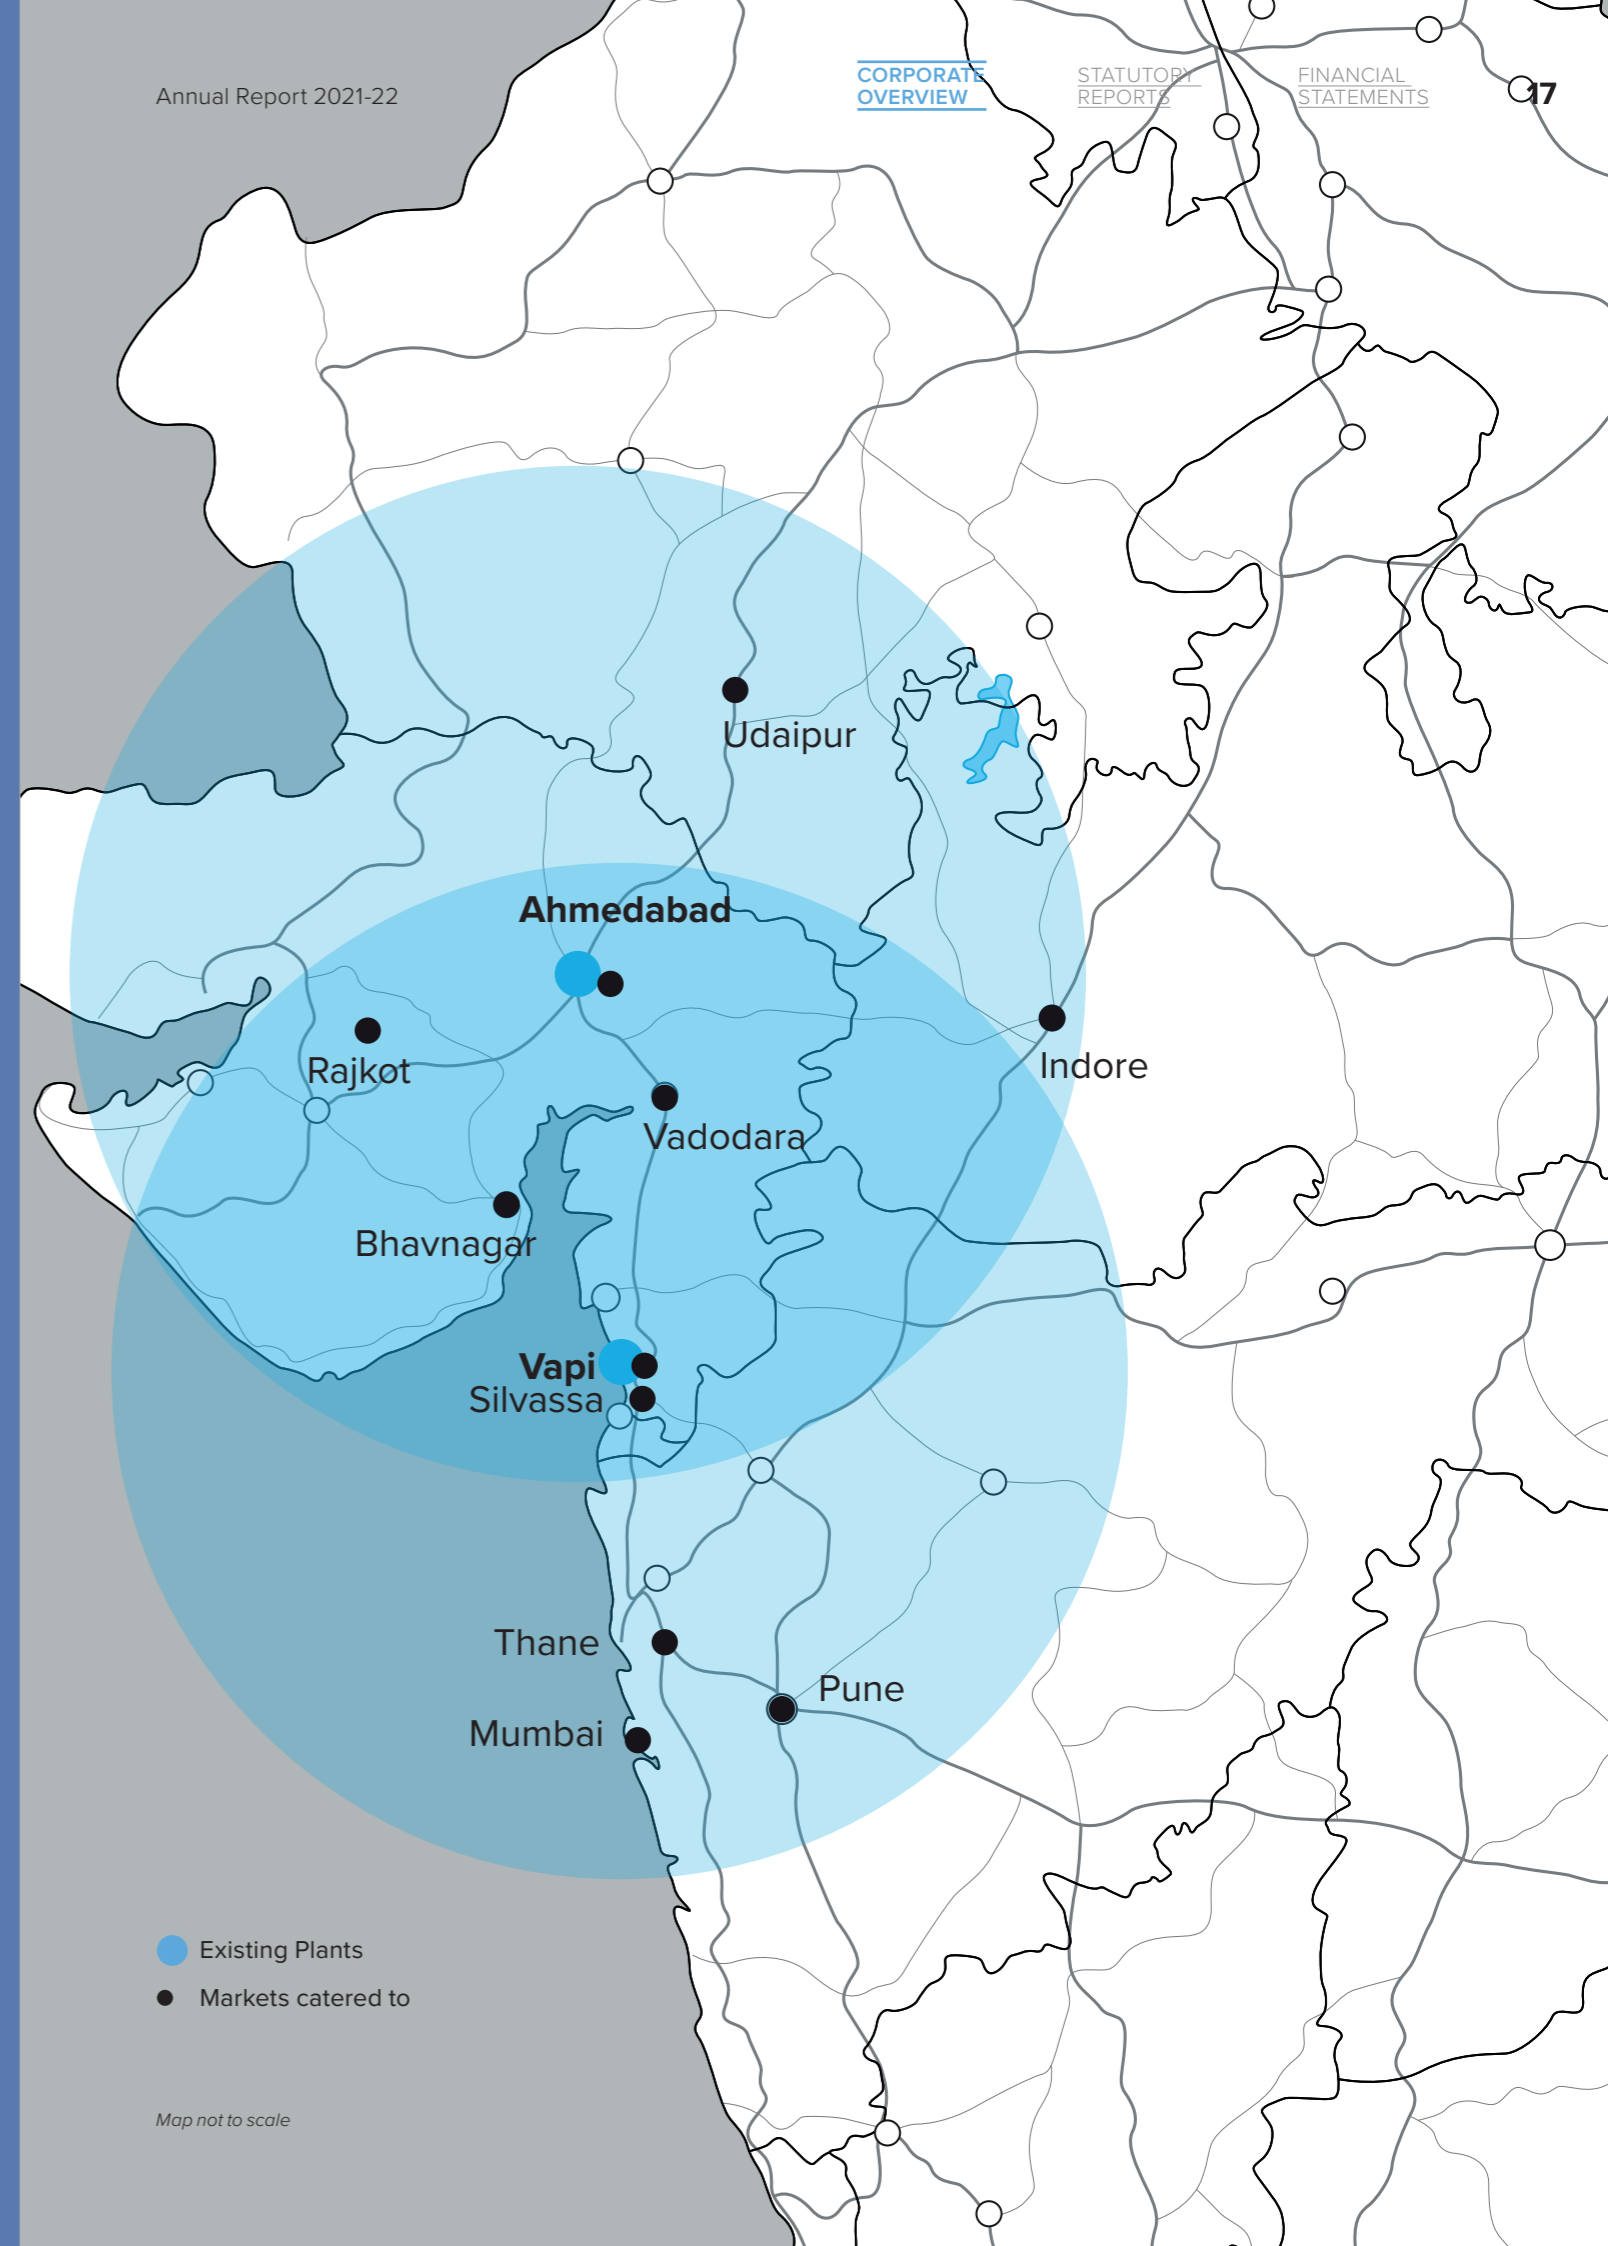 Annual Report 2021-22
CORPORATE
OVERVIEW
STATUTORY
REPORTS
FINANCIAL
STATEMENTS
17
Udaipur
Ahmedabad
Rajkot
Indore
Vadodara
Bhavnagar
Vapi
Silvassa
Thane
Pune
Mumbai
Existing Plants
Markets catered to
Map not to scale